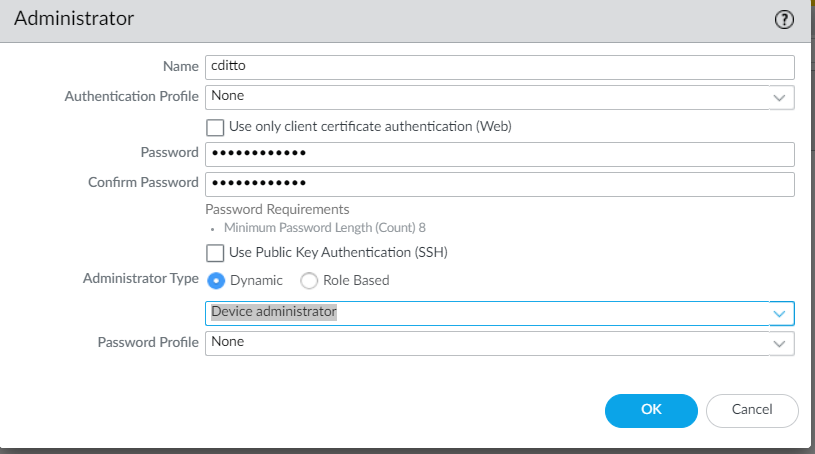 Administrator ?
Name cditto
Authentication Profile None
Use only client certificate authentication (Web)
Password ••••••••••••
Confirm Password ••••••••••••
Password Requirements
• Minimum Password Length (Count) 8
Use Public Key Authentication (SSH)
Administrator Type Dynamic Role Based
Device administrator
Password Profile None
OK Cancel